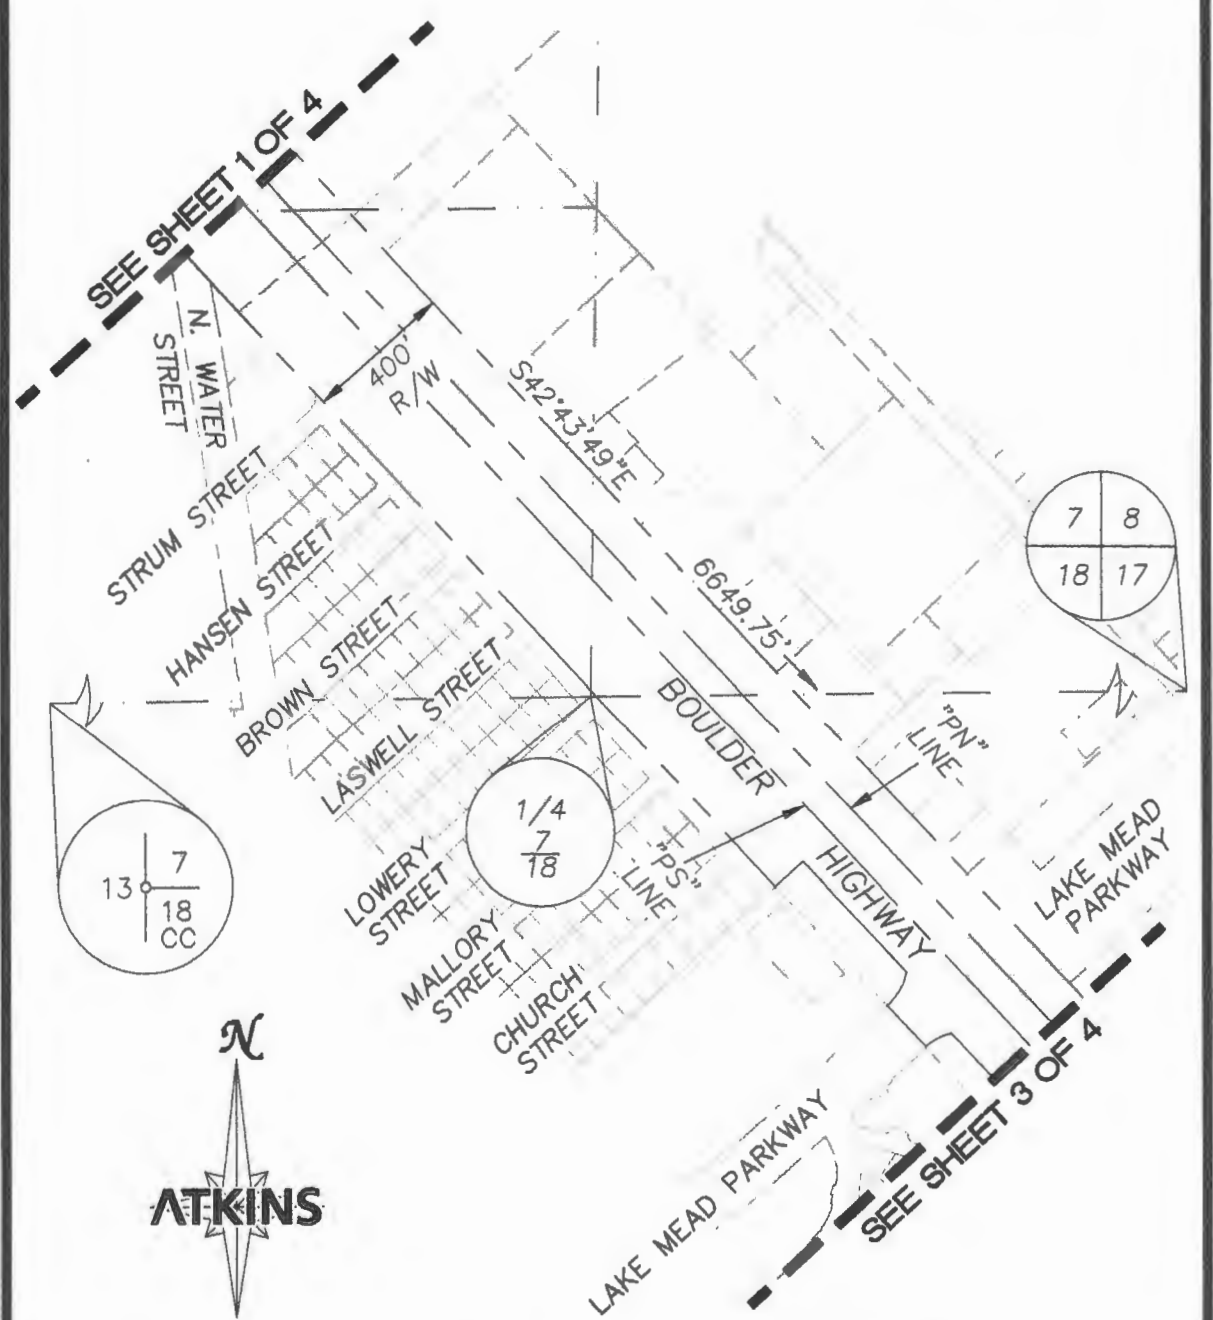 SEE SHEET 1 OF 4
N. WATER
STREET
400'
R/W
S42°43'49"E
6649.75'
STRUM STREET
HANSEN STREET
BROWN STREET
LASWELL STREET
LOWERY
STREET
MALLORY
STREET
CHURCH
STREET
7 8
18 17
BOULDER
HIGHWAY
"PN"
LINE
"PS"
LINE
1/4
7
18
13 7
18
CC
LAKE MEAD
PARKWAY
LAKE MEAD PARKWAY
SEE SHEET 3 OF 4
N
ATKINS